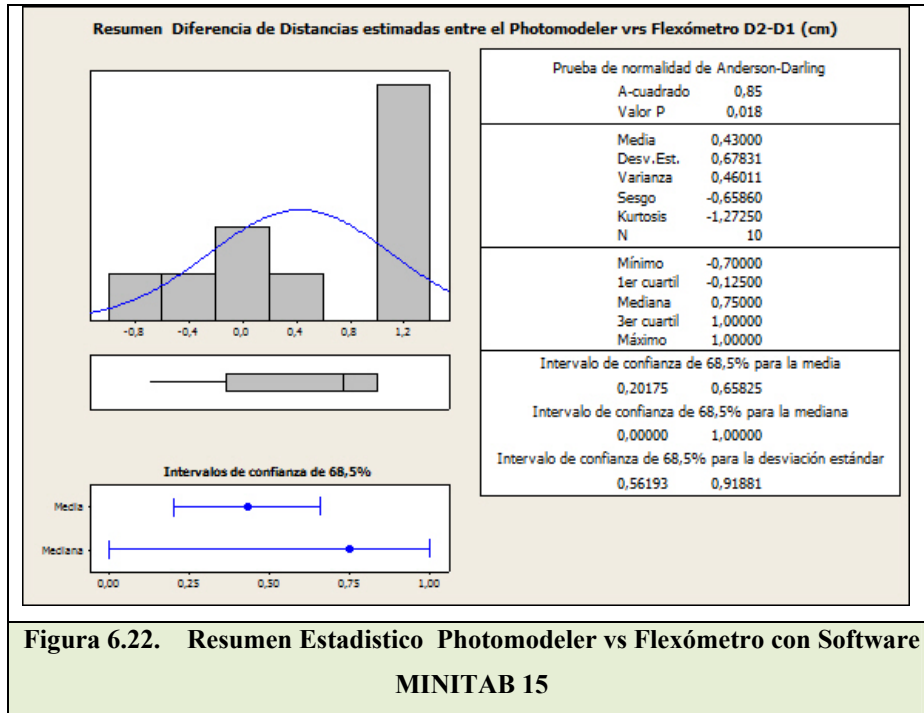 Resumen Diferencia de Distancias estimadas entre el Photomodeler vrs Flexómetro D2-D1 (cm)
-0,8 -0,4 0,0 0,4 0,8 1,2
Intervalos de confianza de 68,5%
Media
Mediana
0,00 0,25 0,50 0,75 1,00
Prueba de normalidad de Anderson-Darling
A-cuadrado 0,85
Valor P 0,018
Media 0,43000
Desv.Est. 0,67831
Varianza 0,46011
Sesgo -0,65860
Kurtosis -1,27250
N 10
Mínimo -0,70000
1er cuartil -0,12500
Mediana 0,75000
3er cuartil 1,00000
Máximo 1,00000
Intervalo de confianza de 68,5% para la media
0,20175 0,65825
Intervalo de confianza de 68,5% para la mediana
0,00000 1,00000
Intervalo de confianza de 68,5% para la desviación estándar
0,56193 0,91881
Figura 6.22. Resumen Estadistico Photomodeler vs Flexómetro con Software
MINITAB 15